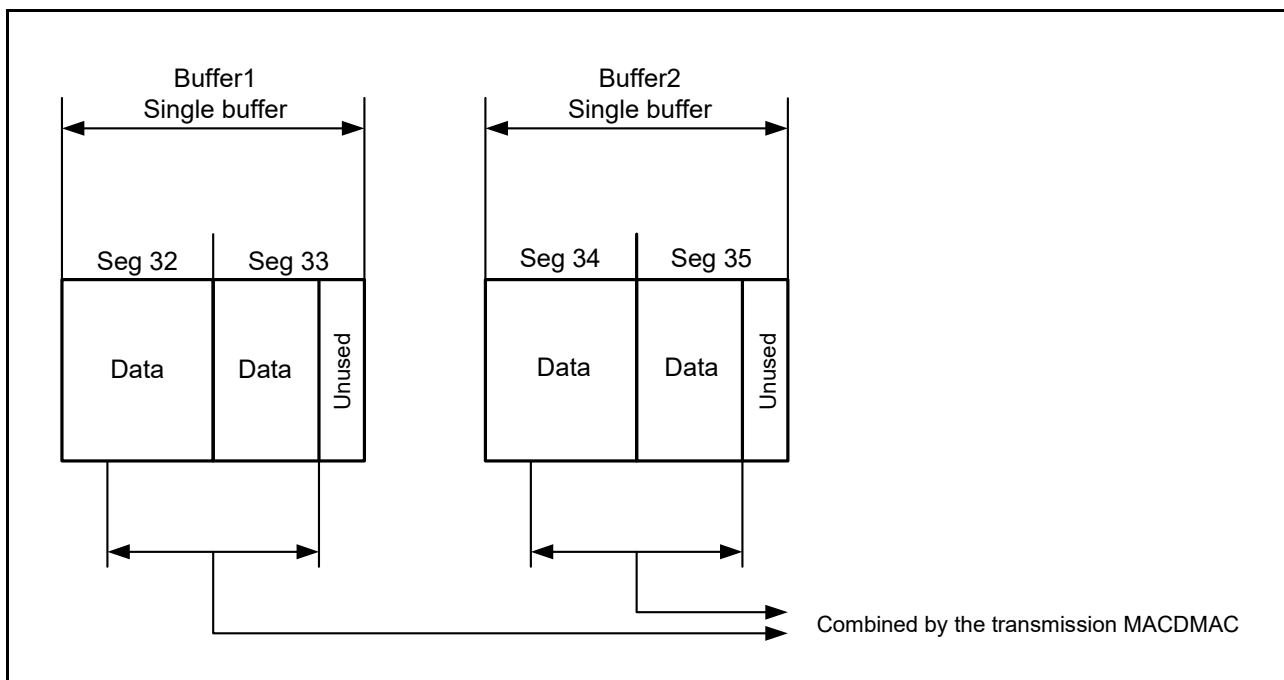 Buffer1
Single buffer
Buffer2
Single buffer
Seg 32
Seg 33
Seg 34
Seg 35
Data
Data
Unused
Data
Data
Unused
Combined by the transmission MACDMAC